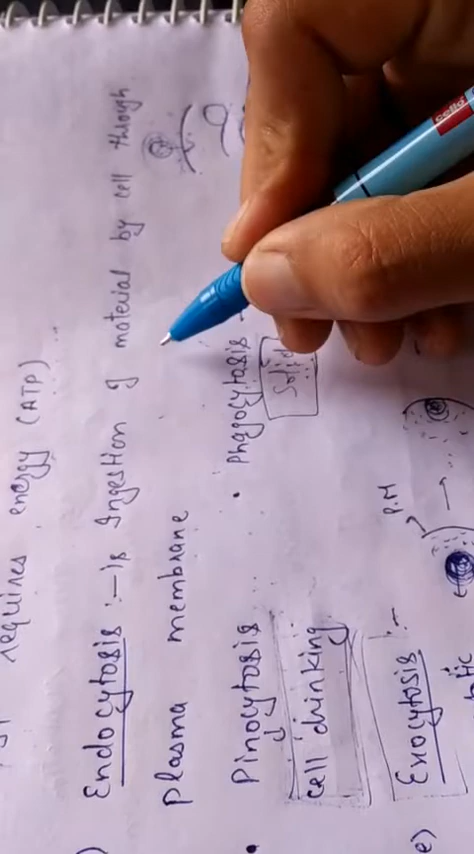 requires energy (ATP)
Endocytosis :- is Ingestion of material by cell through
plasma membrane
• Pinocytosis • Phagocytosis -
cell drinking Solid
e) Exocytosis :-
P.M
cello